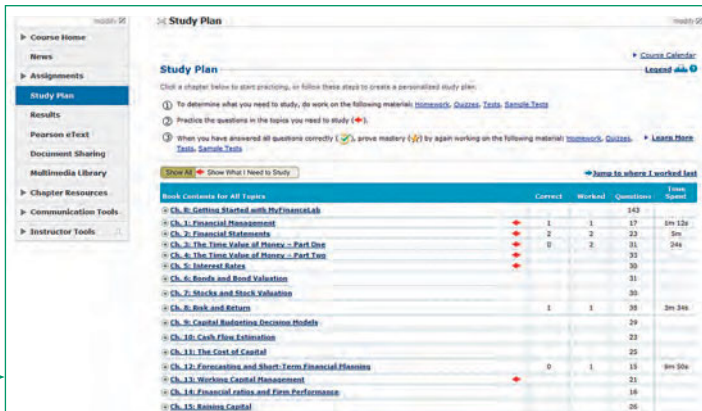 modify
Study Plan
modify
Course Home
News
Assignments
Study Plan
Results
Pearson eText
Document Sharing
Multimedia Library
Chapter Resources
Communication Tools
Instructor Tools
Course Calendar
Study Plan
Legend
Click a chapter below to start practicing, or follow these steps to create a personalized study plan.
1 To determine what you need to study, do work on the following material: Homework, Quizzes, Tests, Sample Tests
2 Practice the questions in the topics you need to study ( ).
3 When you have answered all questions correctly ( ), prove mastery ( ) by again working on the following material: Homework, Quizzes, Learn More
Tests, Sample Tests
Show All Show What I Need to Study
Jump to where I worked last
Book Contents for All Topics Correct Worked Questions Time Spent
Ch. 0: Getting Started with MyFinanceLab 143
Ch. 1: Financial Management 1 1 17 1m 12s
Ch. 2: Financial Statements 2 2 23 5m
Ch. 3: The Time Value of Money - Part One 0 2 31 24s
Ch. 4: The Time Value of Money - Part Two 33
Ch. 5: Interest Rates 30
Ch. 6: Bonds and Bond Valuation 31
Ch. 7: Stocks and Stock Valuation 30
Ch. 8: Risk and Return 1 1 38 3m 34s
Ch. 9: Capital Budgeting Decision Models 29
Ch. 10: Cash Flow Estimation 23
Ch. 11: The Cost of Capital 25
Ch. 12: Forecasting and Short-Term Financial Planning 0 1 15 9m 50s
Ch. 13: Working Capital Management 21
Ch. 14: Financial ratios and Firm Performance 16
Ch. 15: Raising Capital 26